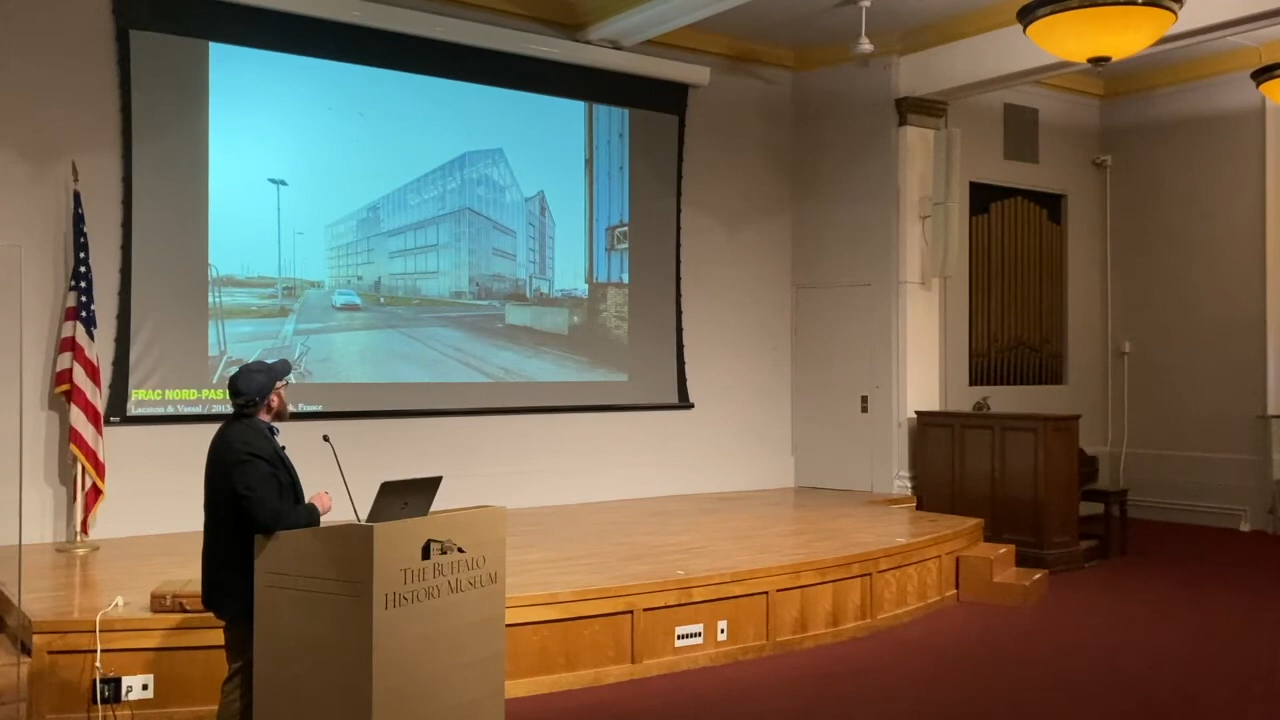 FRAC NORD-PAS
Lacaton & Vassal / 2013- France
THE BUFFALO
HISTORY MUSEUM